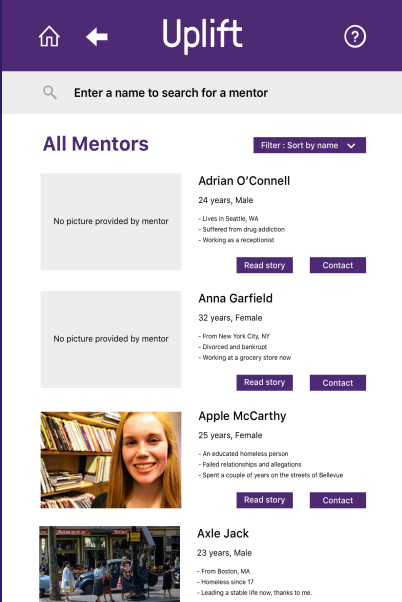 Uplift
?
Enter a name to search for a mentor
All Mentors
Filter : Sort by name
No picture provided by mentor
Adrian O’Connell
24 years, Male
- Lives in Seattle, WA
- Suffered from drug addiction
- Working as a receptionist
Read story
Contact
No picture provided by mentor
Anna Garfield
32 years, Female
- From New York City, NY
- Divorced and bankrupt
- Working at a grocery store now
Read story
Contact
Apple McCarthy
25 years, Female
- An educated homeless person
- Failed relationships and allegations
- Spent a couple of years on the streets of Bellevue
Read story
Contact
Axle Jack
23 years, Male
- From Boston, MA
- Homeless since 17
- Leading a stable life now, thanks to me.